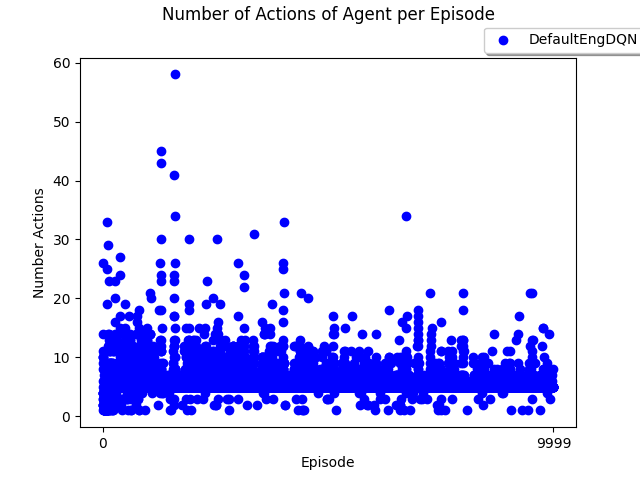 Number of Actions of Agent per Episode
DefaultEngDQN
60
50
40
30
20
10
0
Number Actions
0
9999
Episode